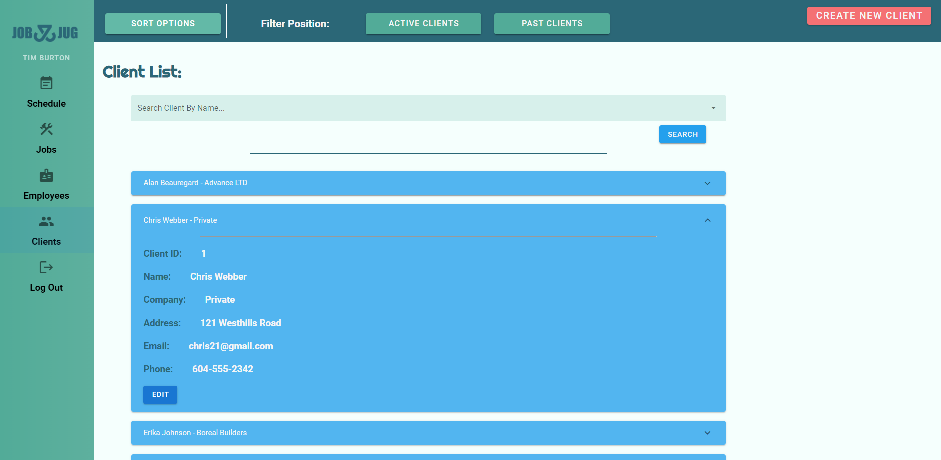 JOB JUG
TIM BURTON
Schedule
Jobs
Employees
Clients
Log Out
SORT OPTIONS
Filter Position:
ACTIVE CLIENTS
PAST CLIENTS
CREATE NEW CLIENT
Client List:
Search Client By Name...
SEARCH
Alan Beauregard - Advance LTD
Chris Webber - Private
Client ID: 1
Name: Chris Webber
Company: Private
Address: 121 Westhills Road
Email: chris21@gmail.com
Phone: 604-555-2342
EDIT
Erika Johnson - Boreal Builders